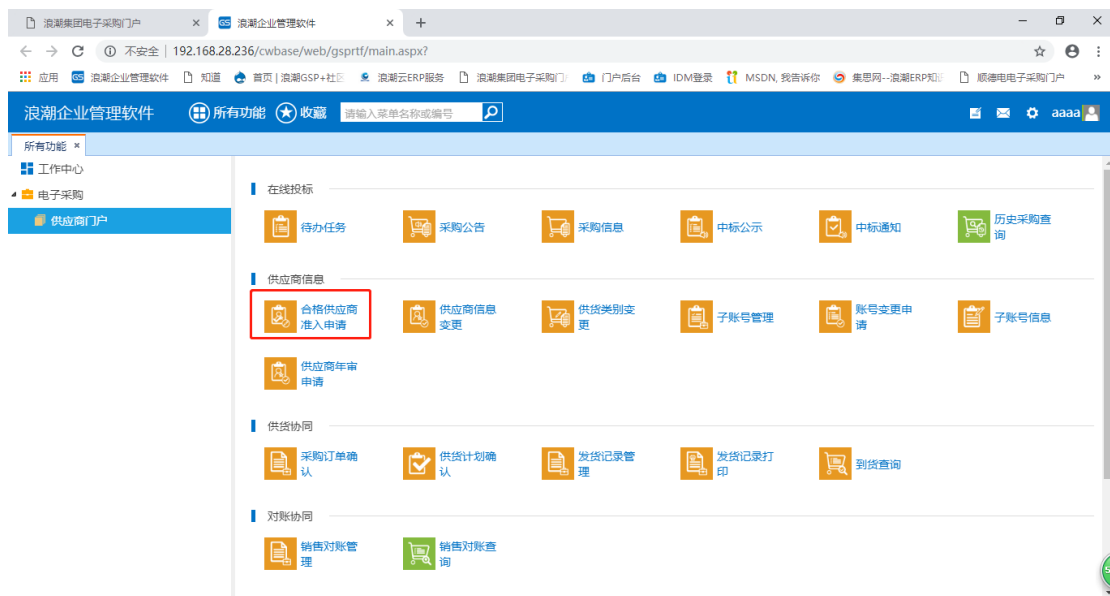 浪潮集团电子采购门户
浪潮企业管理软件
不安全 | 192.168.28.236/cwbase/web/gsprtf/main.aspx?
应用 浪潮企业管理软件 知道 首页 | 浪潮GSP+社区 浪潮云ERP服务 浪潮集团电子采购门户 门户后台 IDM登录 MSDN, 我告诉你 集思网--浪潮ERP知识 顺德电电子采购门户 »
浪潮企业管理软件 所有功能 收藏 请输入菜单名称或编号 aaaa
所有功能 ×
工作中心
电子采购
供应商门户
在线投标
待办任务
采购公告
采购信息
中标公示
中标通知
历史采购查
询
供应商信息
合格供应商
准入申请
供应商信息
变更
供货类别变
更
子账号管理
账号变更申
请
子账号信息
供应商年审
申请
供货协同
采购订单确
认
供货计划确
认
发货记录管
理
发货记录打
印
到货查询
对账协同
销售对账管
理
销售对账查
询